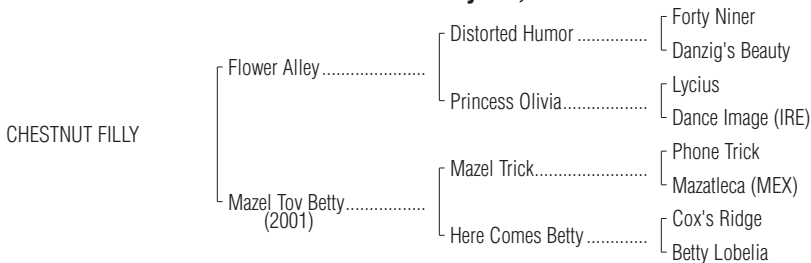 Forty Niner
Distorted Humor ...............
Danzig's Beauty
Flower Alley......................
Lycius
Princess Olivia..................
Dance Image (IRE)
CHESTNUT FILLY
Phone Trick
Mazel Trick........................
Mazatleca (MEX)
Mazel Tov Betty.................
(2001)
Cox's Ridge
Here Comes Betty .............
Betty Lobelia